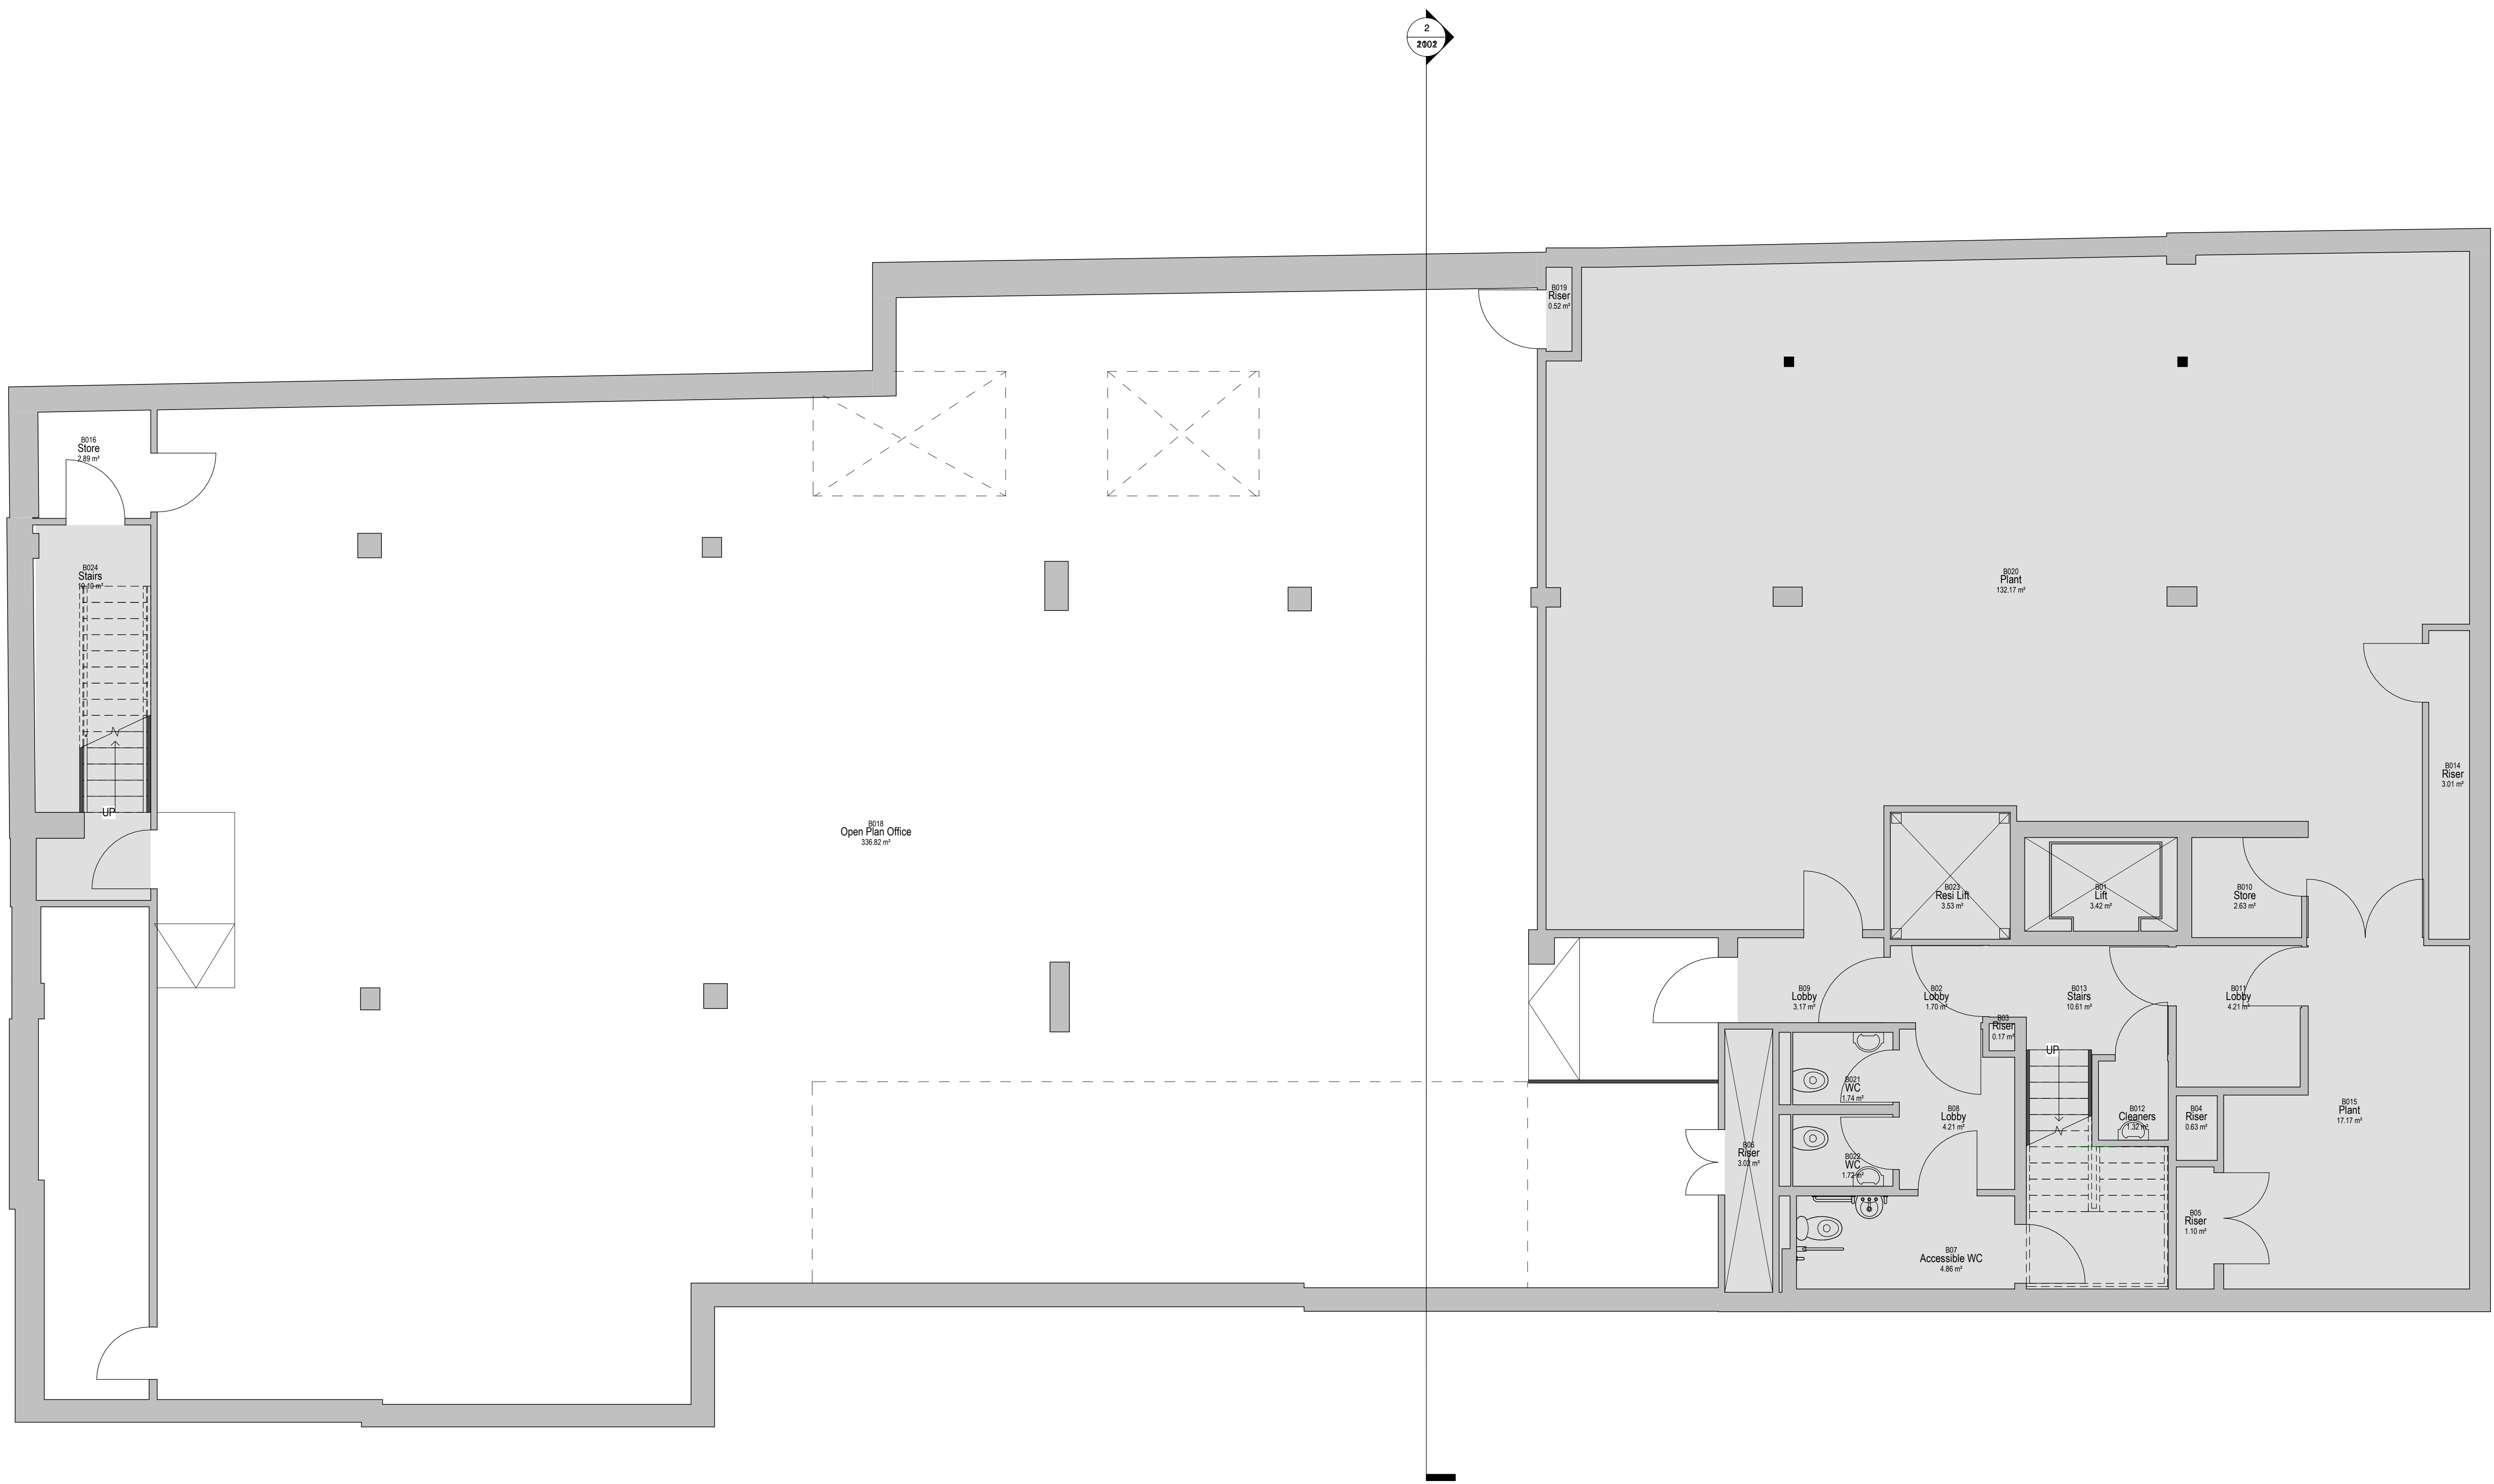 2
B019
Riser
0.52 m²
B016
Store
2.89 m²
B024
Stairs
10.10 m²
B020
Plant
132.17 m²
B014
Riser
3.01 m²
UP
B018
Open Plan Office
336.82 m²
B023
Resi Lift
3.53 m²
B01
Lift
3.42 m²
B010
Store
2.63 m²
B09
Lobby
3.17 m²
B02
Lobby
1.70 m²
B013
Stairs
10.61 m²
B011
Lobby
4.21 m²
B03
Riser
0.17 m²
UP
B021
WC
1.74 m²
B08
Lobby
4.21 m²
B012
Cleaners
1.32 m²
B04
Riser
0.63 m²
B015
Plant
17.17 m²
B06
Riser
3.02 m²
B022
WC
1.72 m²
B05
Riser
1.10 m²
B07
Accessible WC
4.86 m²